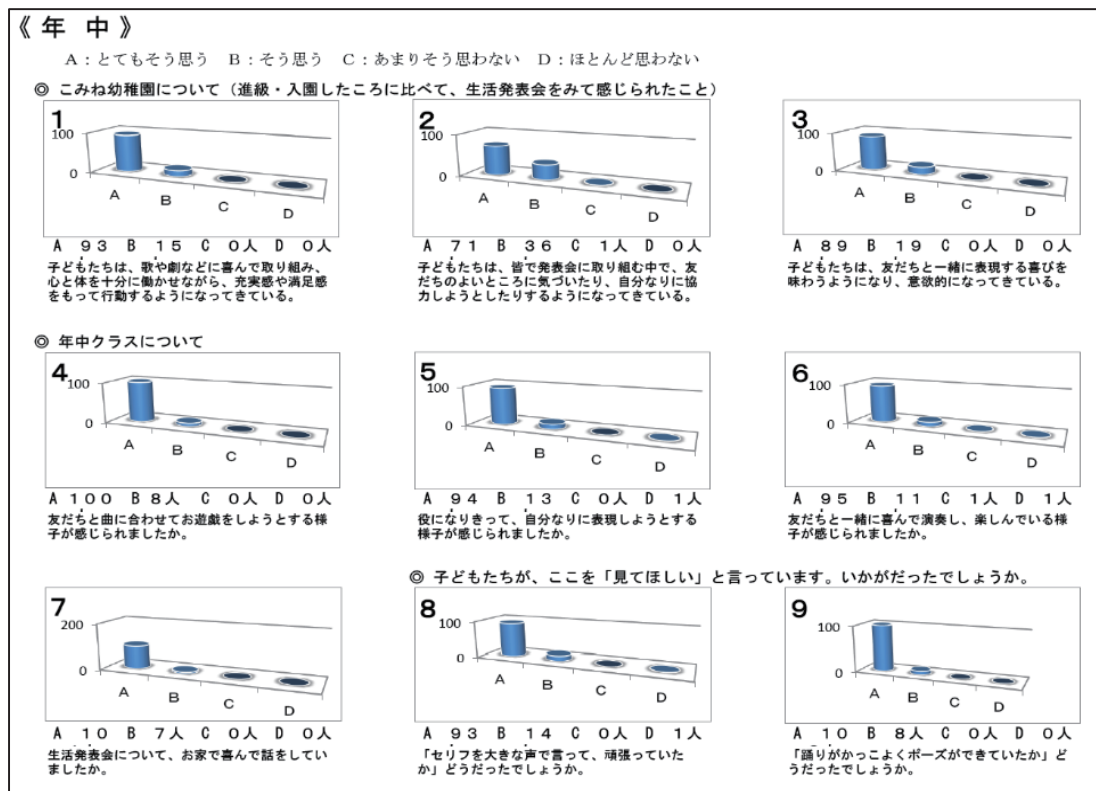 《 年 中 》
A：とてもそう思う B：そう思う C：あまりそう思わない D：ほとんど思わない
◎ こみね幼稚園について（進級・入園したころに比べて、生活発表会をみて感じられたこと）
1
100
0
A B C D
A 93 B 15 C 0人 D 0人
子どもたちは、歌や劇などに喜んで取り組み、
心と体を十分に働かせながら、充実感や満足感
をもって行動するようになってきている。
2
100
0
A B C D
A 71 B 36 C 1人 D 0人
子どもたちは、皆で発表会に取り組む中で、友
だちのよいところに気づいたり、自分なりに協
力しようとしたりするようになってきている。
3
100
0
A B C D
A 89 B 19 C 0人 D 0人
子どもたちは、友だちと一緒に表現する喜びを
味わうようになり、意欲的になってきている。
◎ 年中クラスについて
4
100
0
A B C D
A 100 B 8人 C 0人 D 0人
友だちと曲に合わせてお遊戯をしようとする様
子が感じられましたか。
5
100
0
A B C D
A 94 B 13 C 0人 D 1人
役になりきって、自分なりに表現しようとする
様子が感じられましたか。
6
100
0
A B C D
A 95 B 11 C 1人 D 1人
友だちと一緒に喜んで演奏し、楽しんでいる様
子が感じられましたか。
7
200
0
A B C D
A 10 B 7人 C 0人 D 0人
生活発表会について、お家で喜んで話をしてい
ましたか。
◎ 子どもたちが、ここを「見てほしい」と言っています。いかがだったでしょうか。
8
100
0
A B C D
A 93 B 14 C 0人 D 1人
「セリフを大きな声で言って、頑張っていた
か」どうだったでしょうか。
9
100
0
A B C D
A 10 B 8人 C 0人 D 0人
「踊りがかっこよくポーズができていたか」ど
うだったでしょうか。